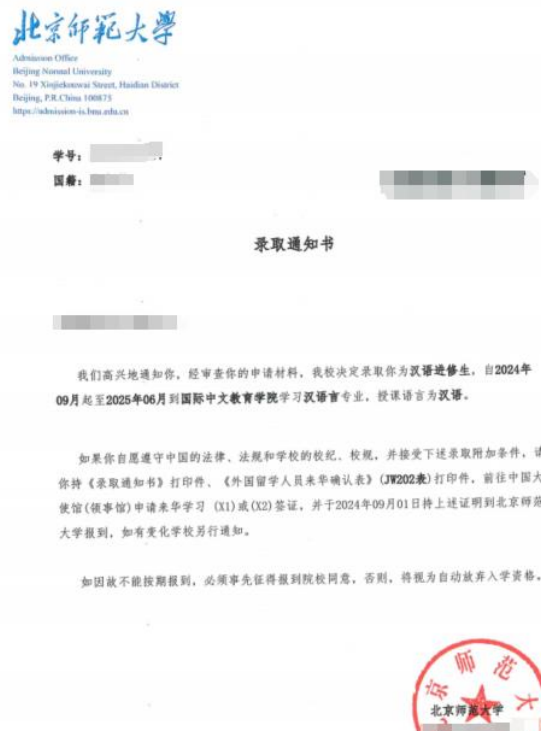 北京师范大学
Admission Office
Beijing Normal University
No. 19 Xinjiekouwai Street, Haidian District
Beijing, P.R.China 100875
https://admission-is.bnu.edu.cn
学号：
国籍：
录取通知书
我们高兴地通知你，经审查你的申请材料，我校决定录取你为汉语进修生，自2024年
09月起至2025年06月到国际中文教育学院学习汉语言专业，授课语言为汉语。
如果你自愿遵守中国的法律、法规和学校的校纪、校规，并接受下述录取附加条件，请
你持《录取通知书》打印件、《外国留学人员来华确认表》(JW202表)打印件，前往中国大
使馆(领事馆)申请来华学习 (X1)或(X2)签证，并于2024年09月01日持上述证明到北京师范
大学报到，如有变化学校另行通知。
如因故不能按期报到，必须事先征得报到院校同意，否则，将视为自动放弃入学资格。
京师范大
北京师范大学